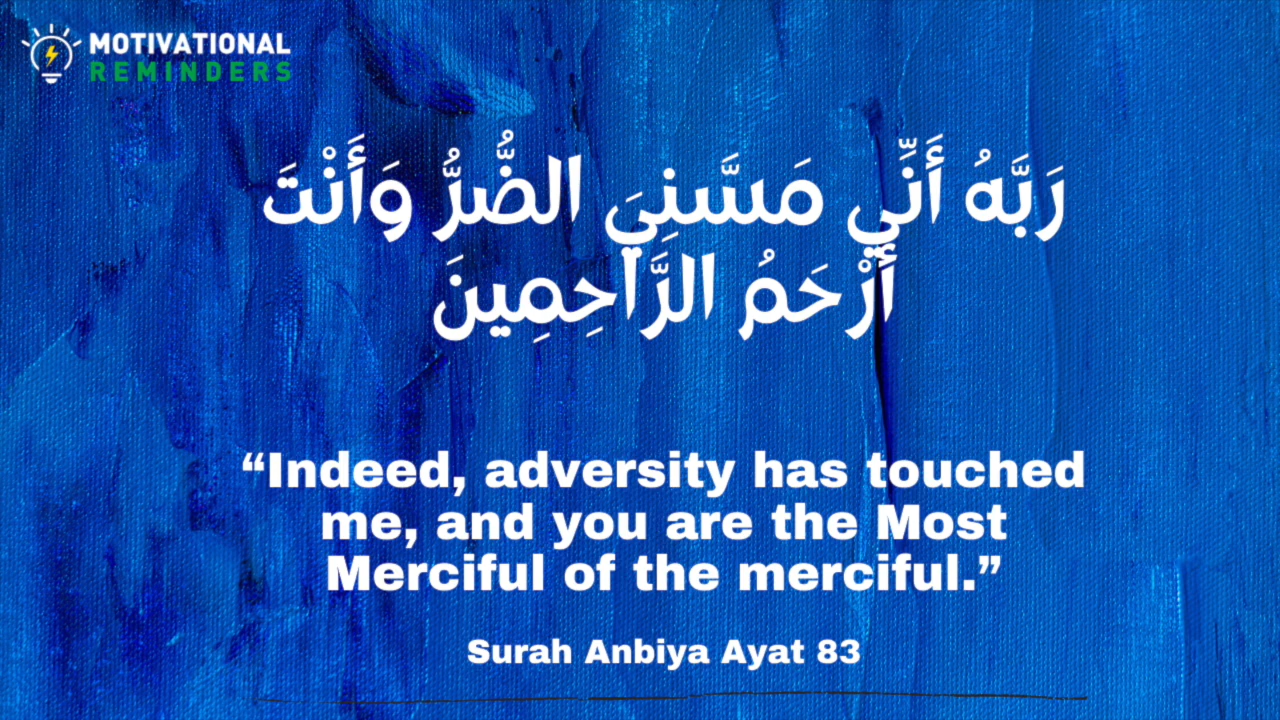 MOTIVATIONAL
REMINDERS
رَبَّهُ أَنِّي مَسَّنِيَ الضُّرُّ وَأَنْتَ
أَرْحَمُ الرَّاحِمِينَ
“Indeed, adversity has touched
me, and you are the Most
Merciful of the merciful.”
Surah Anbiya Ayat 83